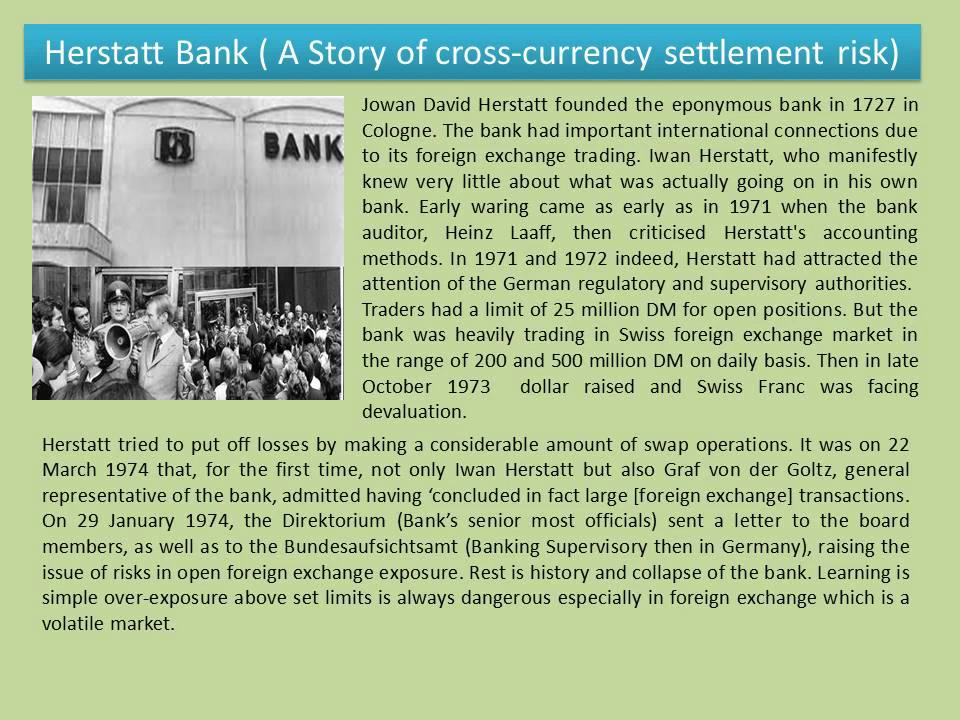 Herstatt Bank ( A Story of cross-currency settlement risk)
BANK
Jowan David Herstatt founded the eponymous bank in 1727 in
Cologne. The bank had important international connections due
to its foreign exchange trading. Iwan Herstatt, who manifestly
knew very little about what was actually going on in his own
bank. Early waring came as early as in 1971 when the bank
auditor, Heinz Laaff, then criticised Herstatt's accounting
methods. In 1971 and 1972 indeed, Herstatt had attracted the
attention of the German regulatory and supervisory authorities.
Traders had a limit of 25 million DM for open positions. But the
bank was heavily trading in Swiss foreign exchange market in
the range of 200 and 500 million DM on daily basis. Then in late
October 1973 dollar raised and Swiss Franc was facing
devaluation.
Herstatt tried to put off losses by making a considerable amount of swap operations. It was on 22
March 1974 that, for the first time, not only Iwan Herstatt but also Graf von der Goltz, general
representative of the bank, admitted having ‘concluded in fact large [foreign exchange] transactions.
On 29 January 1974, the Direktorium (Bank’s senior most officials) sent a letter to the board
members, as well as to the Bundesaufsichtsamt (Banking Supervisory then in Germany), raising the
issue of risks in open foreign exchange exposure. Rest is history and collapse of the bank. Learning is
simple over-exposure above set limits is always dangerous especially in foreign exchange which is a
volatile market.